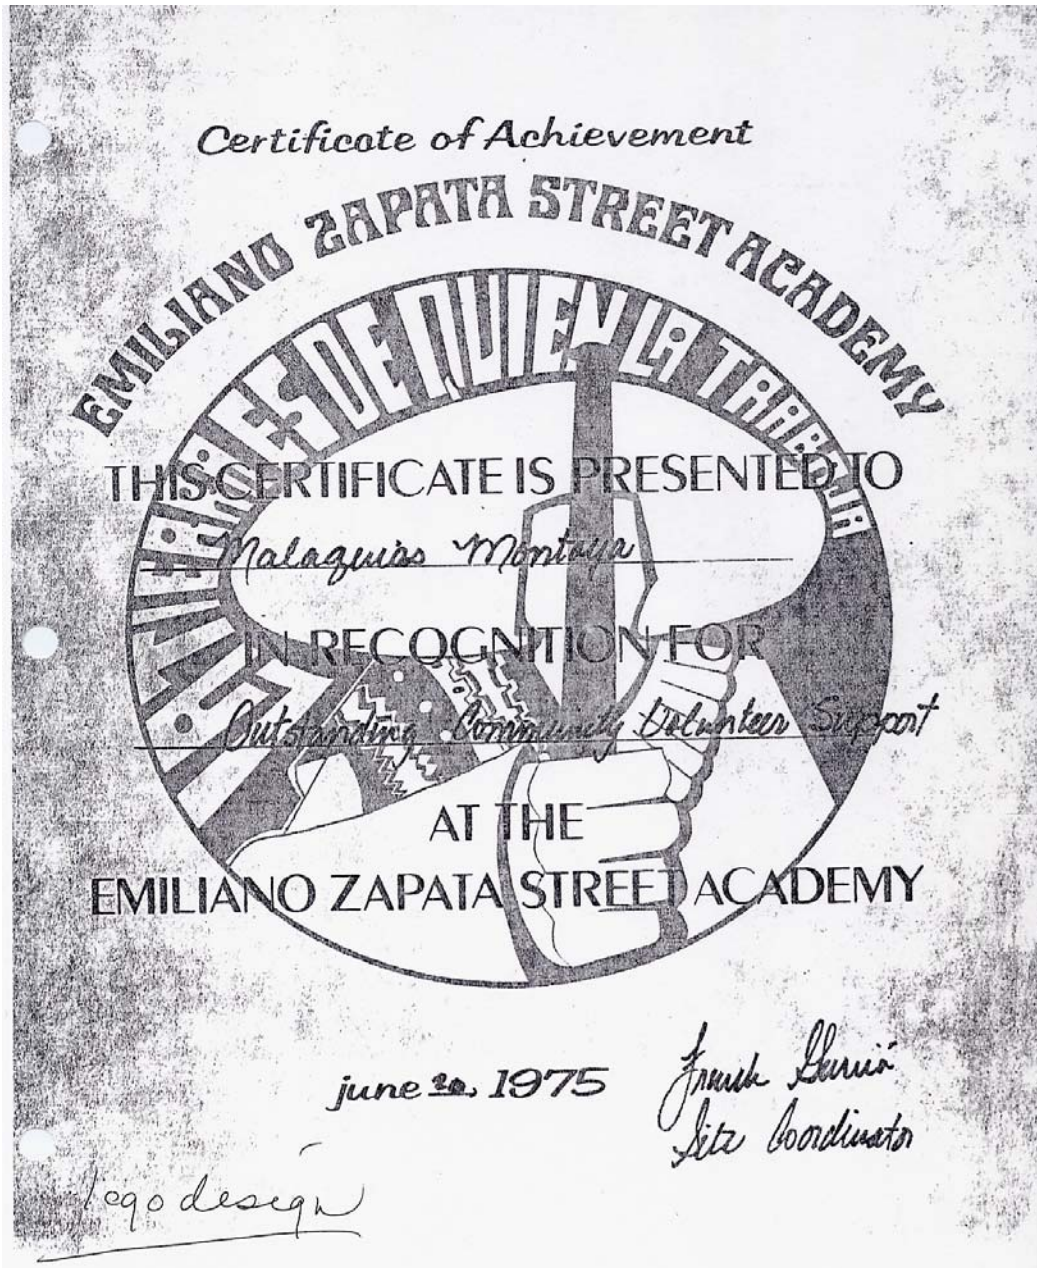 Certificate of Achievement
EMILIANO ZAPATA STREET ACADEMY
LA TIERRA ES DE QUIEN LA TRABAJA
THIS CERTIFICATE IS PRESENTED TO
Malaquias Montoya
IN RECOGNITION FOR
Outstanding Community Volunteer Support
AT THE
EMILIANO ZAPATA STREET ACADEMY
june 20, 1975
Site Coordinator
logo design